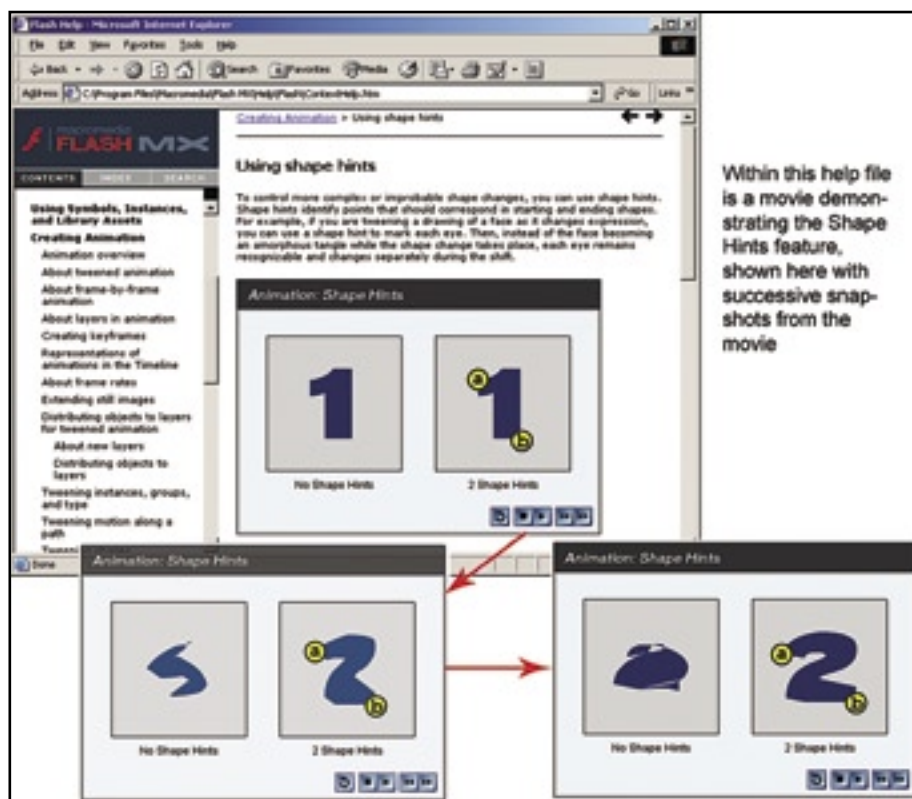 Flash Help - Microsoft Internet Explorer
File Edit View Favorites Tools Help
Back Search Favorites Media
Address C:\Program Files\Macromedia\Flash MX\Help\Flash\ContextHelp.htm Go Links
macromedia
FLASH MX
CONTENTS INDEX SEARCH
Using Symbols, Instances,
and Library Assets
Creating Animation
Animation overview
About tweened animation
About frame-by-frame
animation
About layers in animation
Creating keyframes
Representations of
animations in the Timeline
About frame rates
Extending still images
Distributing objects to layers
for tweened animation
About new layers
Distributing objects to
layers
Tweening instances, groups,
and type
Tweening motion along a
path
Creating Animation > Using shape hints
Using shape hints
To control more complex or improbable shape changes, you can use shape hints.
Shape hints identify points that should correspond in starting and ending shapes.
For example, if you are tweening a drawing of a face as it changes expression,
you can use a shape hint to mark each eye. Then, instead of the face becoming
an amorphous tangle while the shape change takes place, each eye remains
recognizable and changes separately during the shift.
Animation: Shape Hints
1
a 1 b
No Shape Hints 2 Shape Hints
Within this help file
is a movie demon-
strating the Shape
Hints feature,
shown here with
successive snap-
shots from the
movie
Done
Animation: Shape Hints
a b
No Shape Hints 2 Shape Hints
Animation: Shape Hints
a 2 b
No Shape Hints 2 Shape Hints